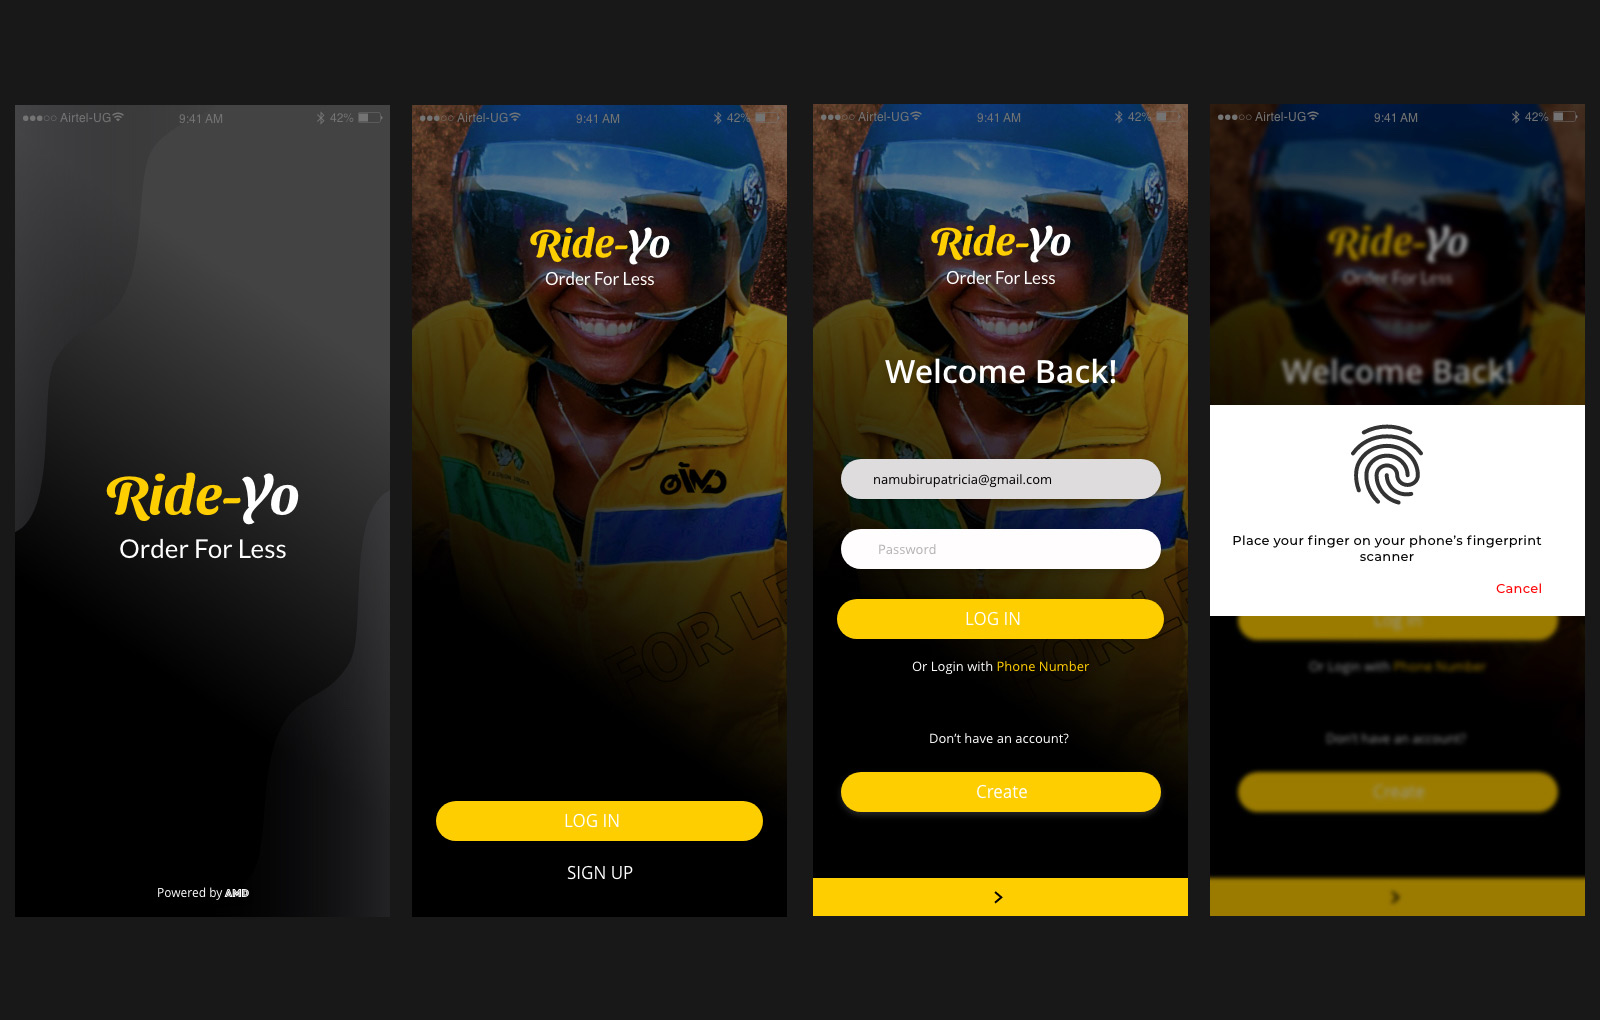 Airtel-UG
9:41 AM
42%
Ride-Yo
Order For Less
Powered by AMD
Airtel-UG
9:41 AM
42%
Ride-Yo
Order For Less
FOR LE
LOG IN
SIGN UP
Airtel-UG
9:41 AM
42%
Ride-Yo
Order For Less
Welcome Back!
namubirupatricia@gmail.com
Password
LOG IN
Or Login with Phone Number
Don't have an account?
Create
Airtel-UG
9:41 AM
42%
Ride-Yo
Order For Less
Welcome Back!
Place your finger on your phone's fingerprint
scanner
Cancel
Log in
Or Login with Phone Number
Don't have an account?
Create